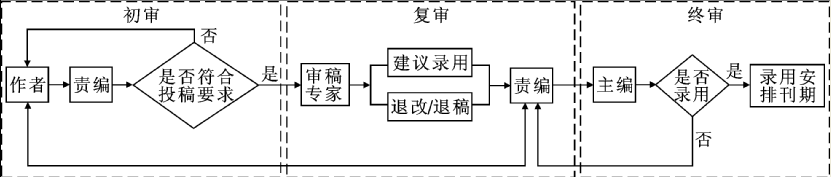 初审
复审
终审
否
作者
责编
是否符合
投稿要求
是
审稿
专家
建议录用
退改/退稿
责编
主编
是否
录用
是
否
录用安
排刊期